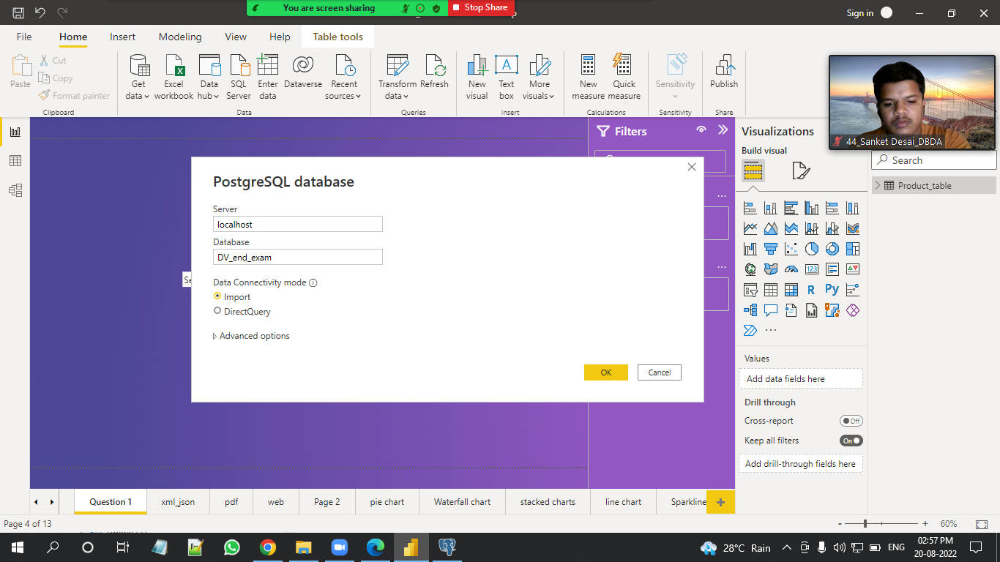 You are screen sharing
Stop Share
Sign in
File Home Insert Modeling View Help Table tools
Paste
Cut
Copy
Format painter
Clipboard
Get data
Excel workbook
Data hub
SQL Server
Enter data
Dataverse
Recent sources
Data
Transform data
Refresh
Queries
New visual
Text box
More visuals
Insert
New measure
Quick measure
Calculations
Sensitivity
Sensitivity
Publish
Share
44_Sanket Desai_DBDA
Filters
Visualizations
Build visual
Search
Product_table
PostgreSQL database
Server
localhost
Database
DV_end_exam
Data Connectivity mode
Import
DirectQuery
Advanced options
OK
Cancel
Se
123
R
Py
Values
Add data fields here
Drill through
Cross-report
Off
Keep all filters
On
Add drill-through fields here
Question 1 xml_json pdf web Page 2 pie chart Waterfall chart stacked charts line chart Sparkline
Page 4 of 13
- + 60%
28°C Rain
ENG
02:57 PM
20-08-2022